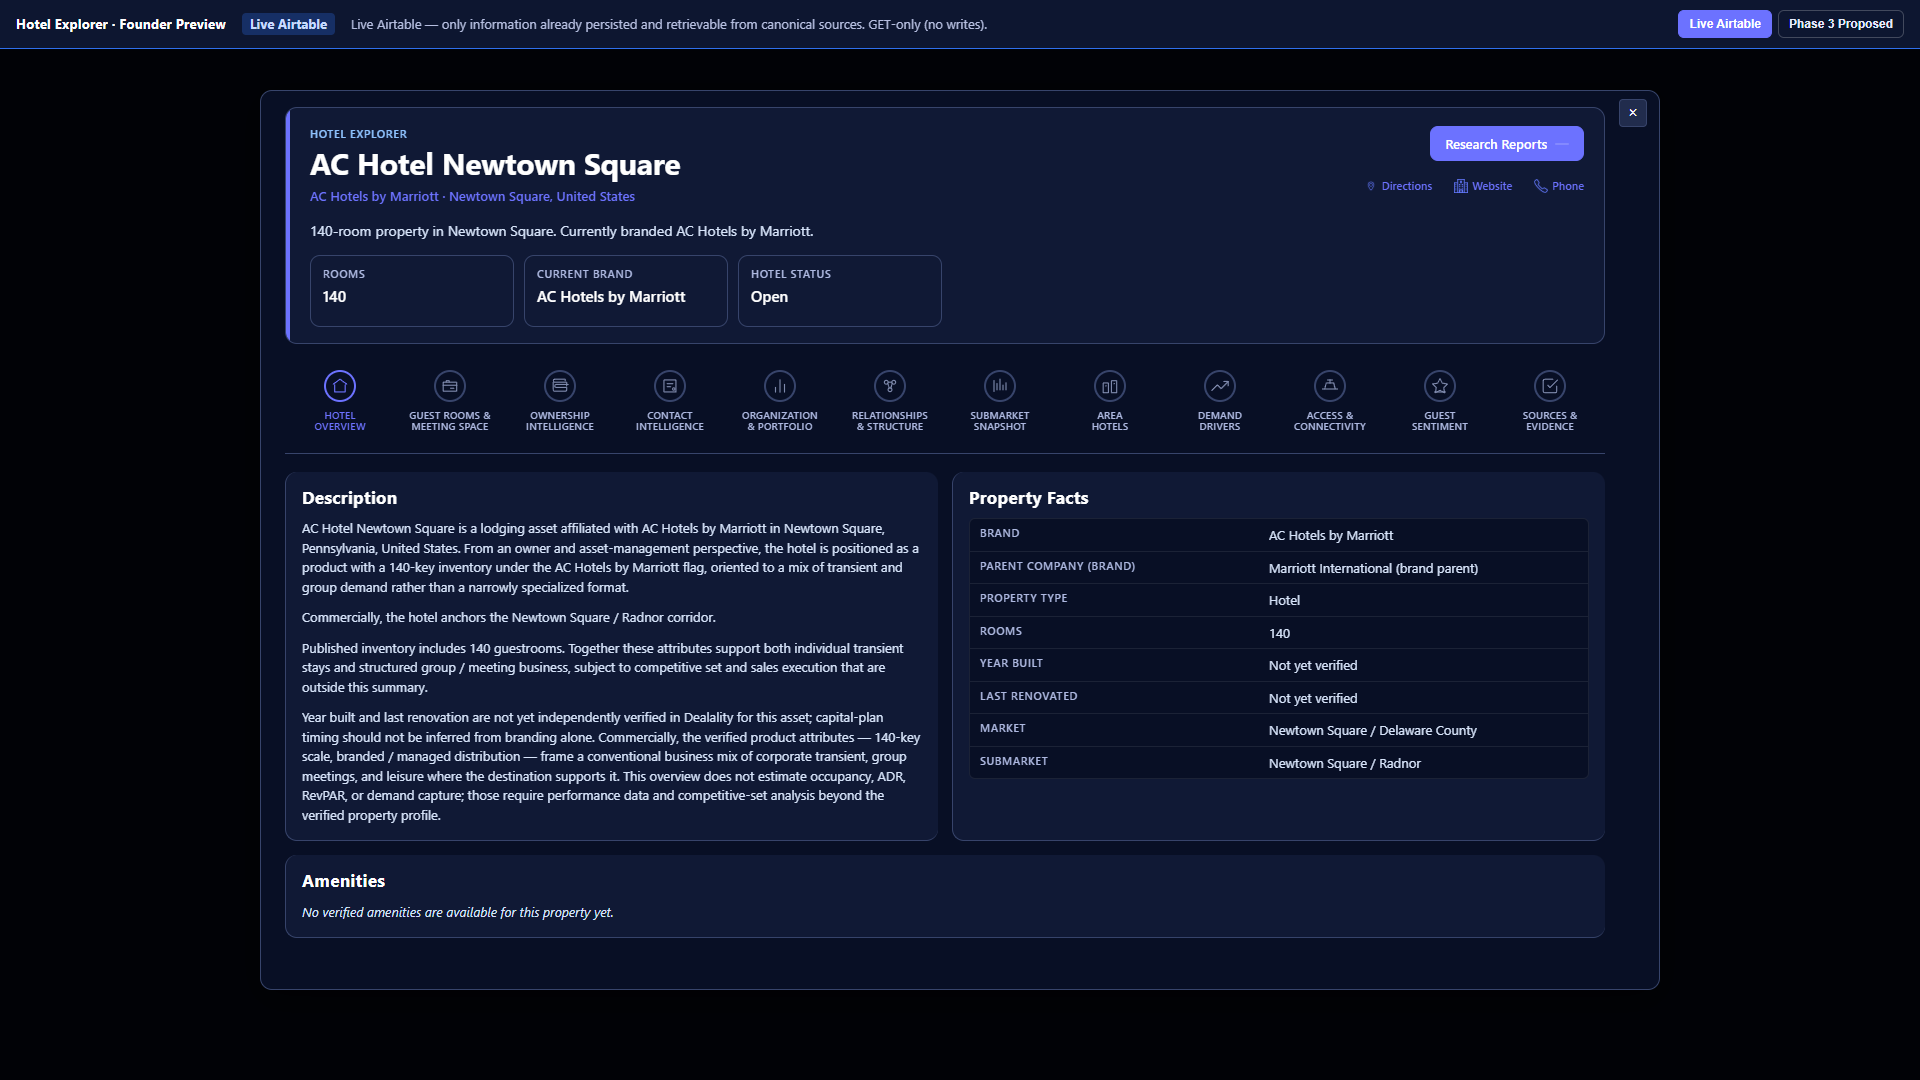 Hotel Explorer · Founder Preview
Live Airtable
Live Airtable — only information already persisted and retrievable from canonical sources. GET-only (no writes).
Live Airtable
Phase 3 Proposed
×
HOTEL EXPLORER
AC Hotel Newtown Square
AC Hotels by Marriott · Newtown Square, United States
140-room property in Newtown Square. Currently branded AC Hotels by Marriott.
Research Reports —
Directions
Website
Phone
ROOMS
140
CURRENT BRAND
AC Hotels by Marriott
HOTEL STATUS
Open
HOTEL
OVERVIEW
GUEST ROOMS &
MEETING SPACE
OWNERSHIP
INTELLIGENCE
CONTACT
INTELLIGENCE
ORGANIZATION
& PORTFOLIO
RELATIONSHIPS
& STRUCTURE
SUBMARKET
SNAPSHOT
AREA
HOTELS
DEMAND
DRIVERS
ACCESS &
CONNECTIVITY
GUEST
SENTIMENT
SOURCES &
EVIDENCE
Description
AC Hotel Newtown Square is a lodging asset affiliated with AC Hotels by Marriott in Newtown Square,
Pennsylvania, United States. From an owner and asset-management perspective, the hotel is positioned as a
product with a 140-key inventory under the AC Hotels by Marriott flag, oriented to a mix of transient and
group demand rather than a narrowly specialized format.
Commercially, the hotel anchors the Newtown Square / Radnor corridor.
Published inventory includes 140 guestrooms. Together these attributes support both individual transient
stays and structured group / meeting business, subject to competitive set and sales execution that are
outside this summary.
Year built and last renovation are not yet independently verified in Dealality for this asset; capital-plan
timing should not be inferred from branding alone. Commercially, the verified product attributes — 140-key
scale, branded / managed distribution — frame a conventional business mix of corporate transient, group
meetings, and leisure where the destination supports it. This overview does not estimate occupancy, ADR,
RevPAR, or demand capture; those require performance data and competitive-set analysis beyond the
verified property profile.
Property Facts
BRAND
AC Hotels by Marriott
PARENT COMPANY (BRAND)
Marriott International (brand parent)
PROPERTY TYPE
Hotel
ROOMS
140
YEAR BUILT
Not yet verified
LAST RENOVATED
Not yet verified
MARKET
Newtown Square / Delaware County
SUBMARKET
Newtown Square / Radnor
Amenities
No verified amenities are available for this property yet.